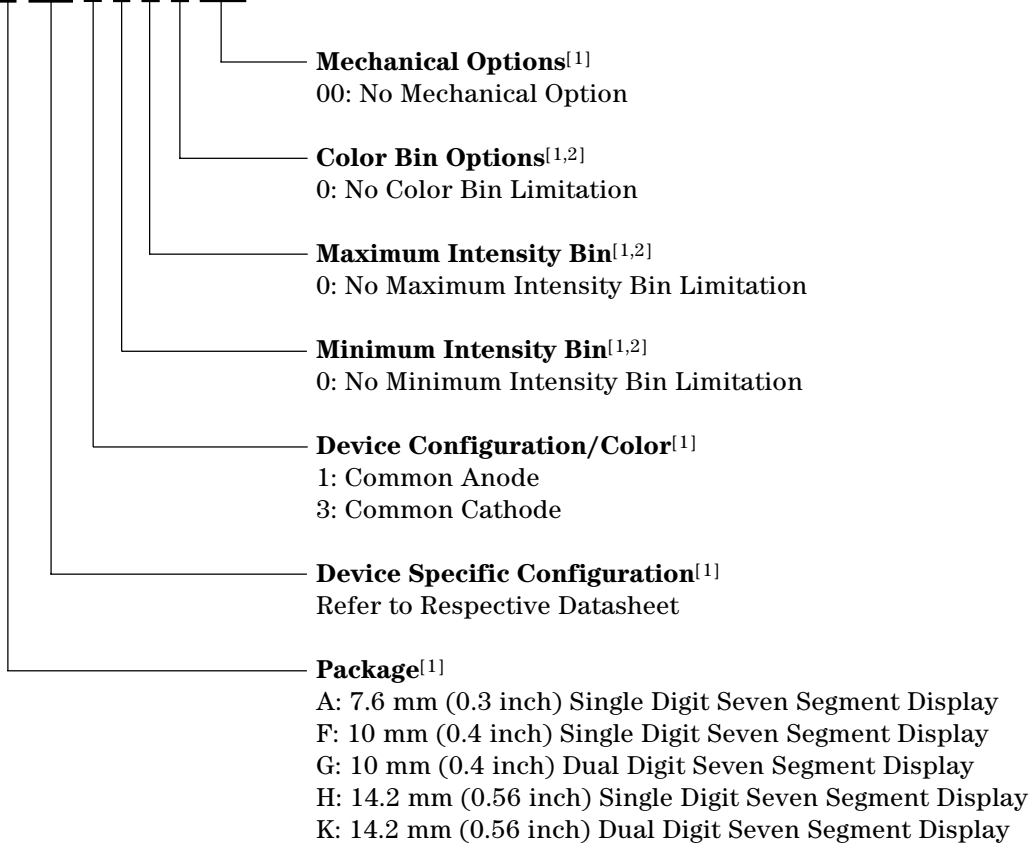 Mechanical Options[1]
00: No Mechanical Option
Color Bin Options[1,2]
0: No Color Bin Limitation
Maximum Intensity Bin[1,2]
0: No Maximum Intensity Bin Limitation
Minimum Intensity Bin[1,2]
0: No Minimum Intensity Bin Limitation
Device Configuration/Color[1]
1: Common Anode
3: Common Cathode
Device Specific Configuration[1]
Refer to Respective Datasheet
Package[1]
A: 7.6 mm (0.3 inch) Single Digit Seven Segment Display
F: 10 mm (0.4 inch) Single Digit Seven Segment Display
G: 10 mm (0.4 inch) Dual Digit Seven Segment Display
H: 14.2 mm (0.56 inch) Single Digit Seven Segment Display
K: 14.2 mm (0.56 inch) Dual Digit Seven Segment Display